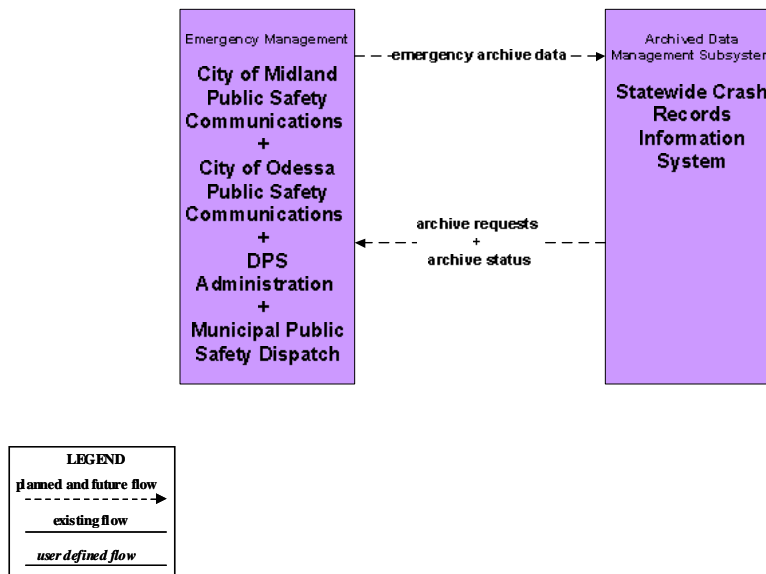 Emergency Management
City of Midland
Public Safety
Communications
+
City of Odessa
Public Safety
Communications
+
DPS
Administration
+
Municipal Public
Safety Dispatch
emergency archive data
archive requests
+
archive status
Archived Data
Management Subsystem
Statewide Crash
Records
Information
System
LEGEND
planned and future flow
existing flow
user defined flow